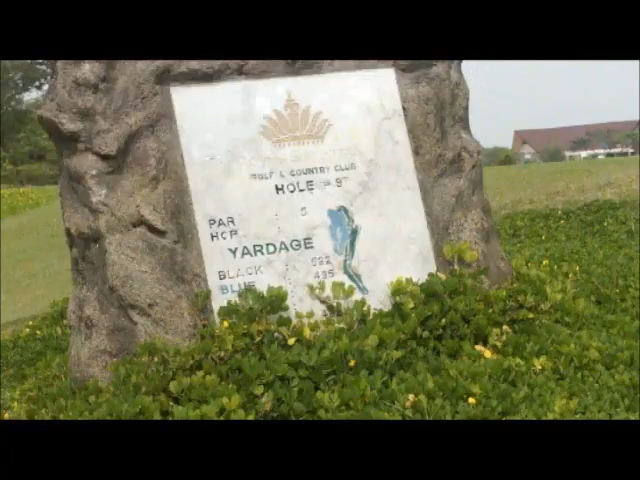 GOLF & COUNTRY CLUB
HOLE = 9
PAR : 5
HCP :
YARDAGE
BLACK : 522
BLUE : 495